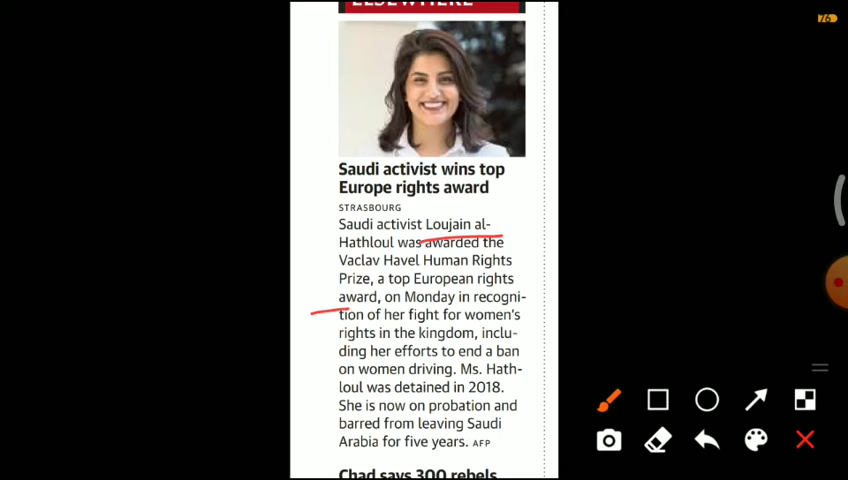 ELSEWHERE
76
Saudi activist wins top
Europe rights award
STRASBOURG
Saudi activist Loujain al-
Hathloul was awarded the
Vaclav Havel Human Rights
Prize, a top European rights
award, on Monday in recogni-
tion of her fight for women's
rights in the kingdom, inclu-
ding her efforts to end a ban
on women driving. Ms. Hath-
loul was detained in 2018.
She is now on probation and
barred from leaving Saudi
Arabia for five years. AFP
Chad says 300 rebels